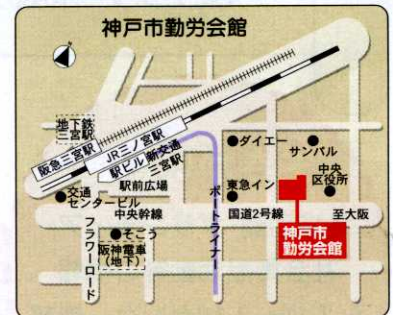 神戸市勤労会館
地下鉄
三宮駅
阪急三宮駅
JR三ノ宮駅
駅ビル
新交通
三宮駅
駅前広場
ダイエー
サンパル
中央
区役所
交通
センタービル
中央幹線
ポートライナー
東急イン
国道2号線
至大阪
フラワーロード
そごう
阪神電車
(地下)
神戸市
勤労会館